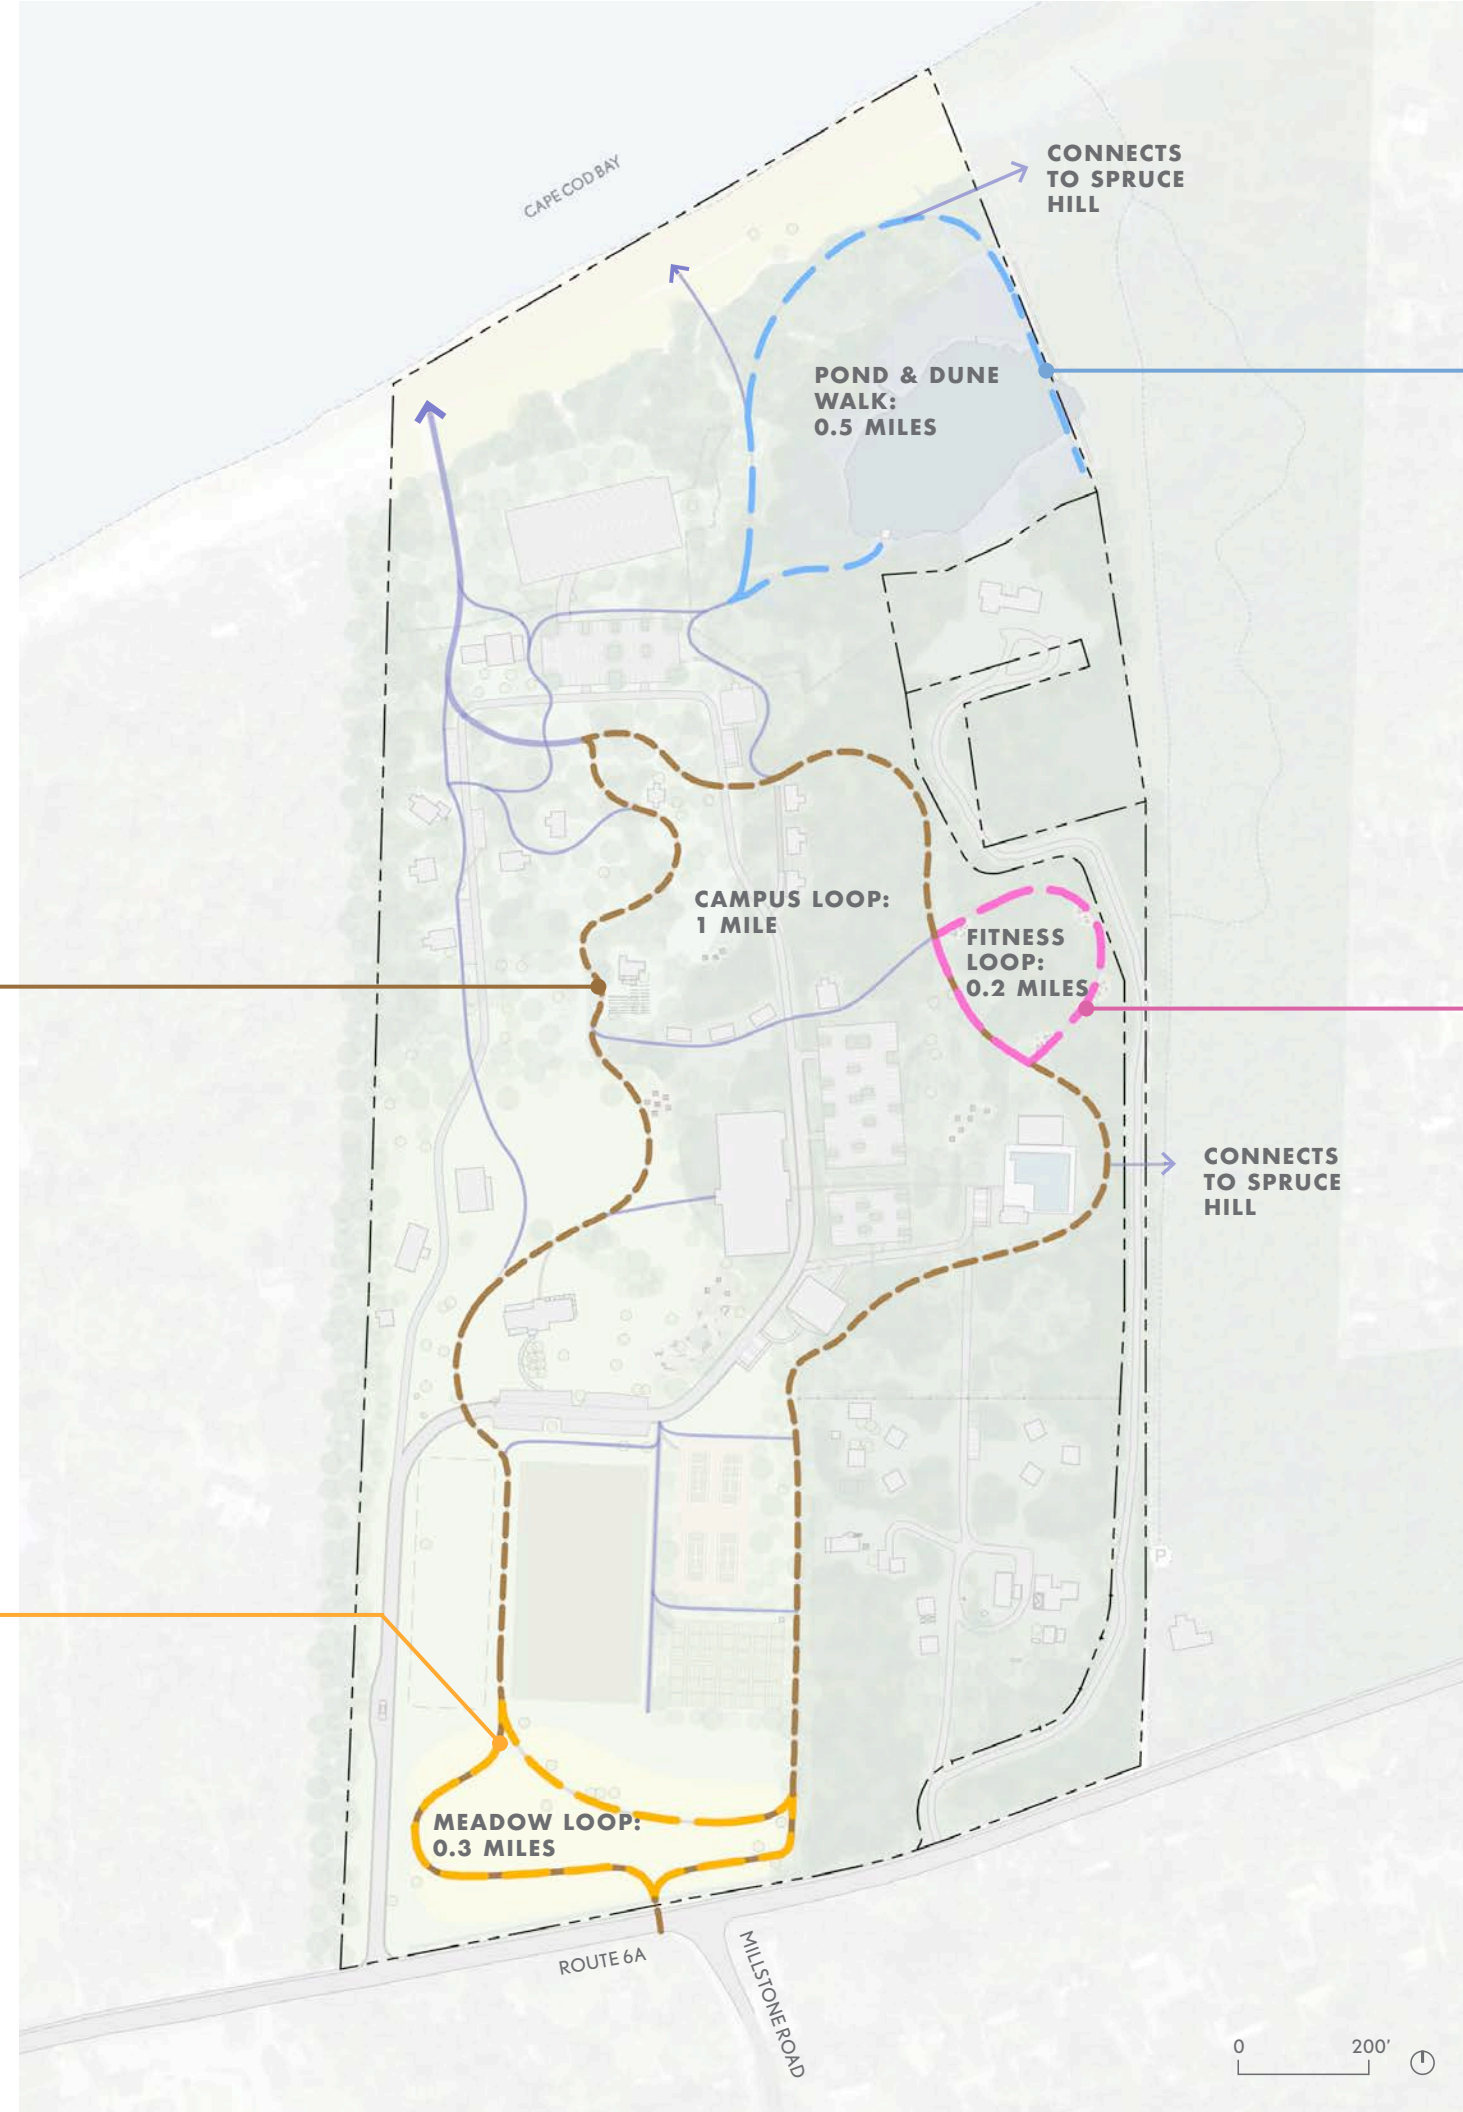 CAPE COD BAY
CONNECTS
TO SPRUCE
HILL
POND & DUNE
WALK:
0.5 MILES
CAMPUS LOOP:
1 MILE
FITNESS
LOOP:
0.2 MILES
CONNECTS
TO SPRUCE
HILL
P
MEADOW LOOP:
0.3 MILES
ROUTE 6A
MILLSTONE ROAD
0 200'